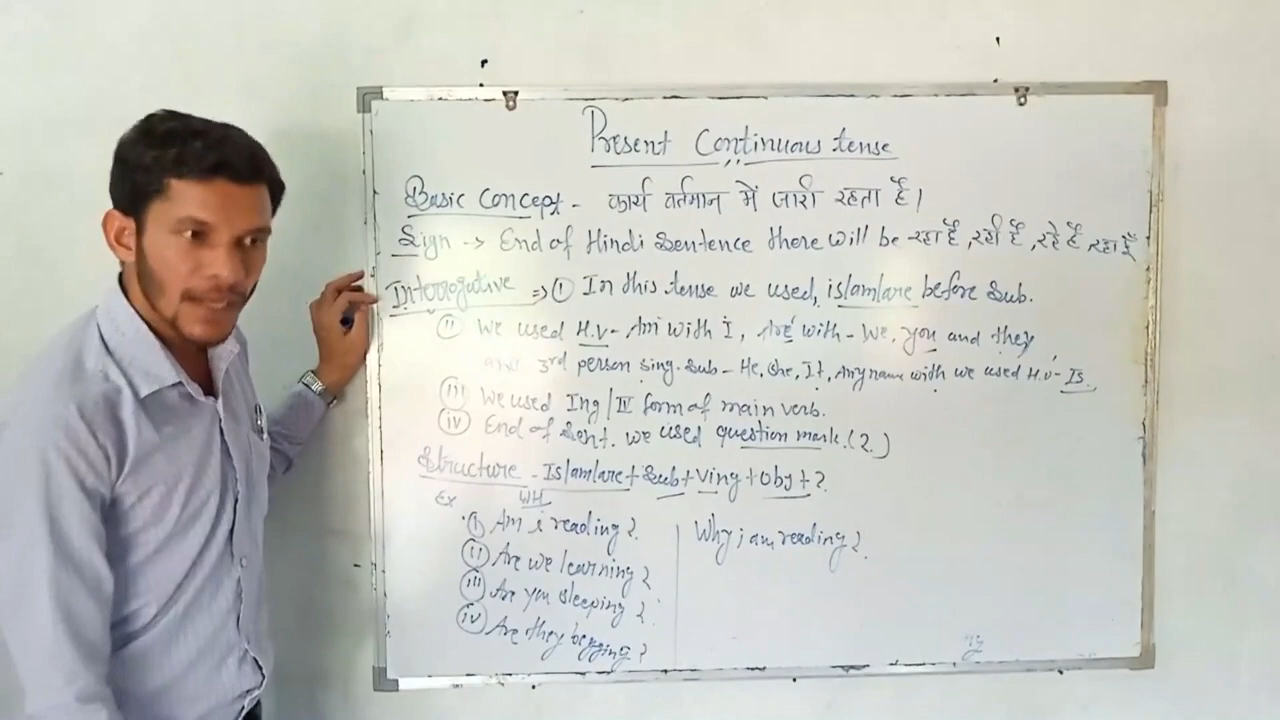 Present Continuous tense
Basic Concept - कार्य वर्तमान में जारी रहता है।
Sign -> End of Hindi Sentence there will be रहा है, रही है, रहे है, रहा हूँ
Interrogative => (i) In this tense we used, is/am/are before Sub.
(ii) We used H.V - Am with I, Are with - We, you and they
and 3rd person Sing. Sub - He, She, It, Any name with we used H.V - Is.
(iii) We used Ing/IV form of main verb.
(iv) End of Sent. we used question mark. (?)
Structure - Is/am/are + Sub + Ving + Obj + ?
Ex WH
(i) Am i reading?
(ii) Are we learning?
(iii) Are you sleeping?
(iv) Are they begging?
Why i am reading?